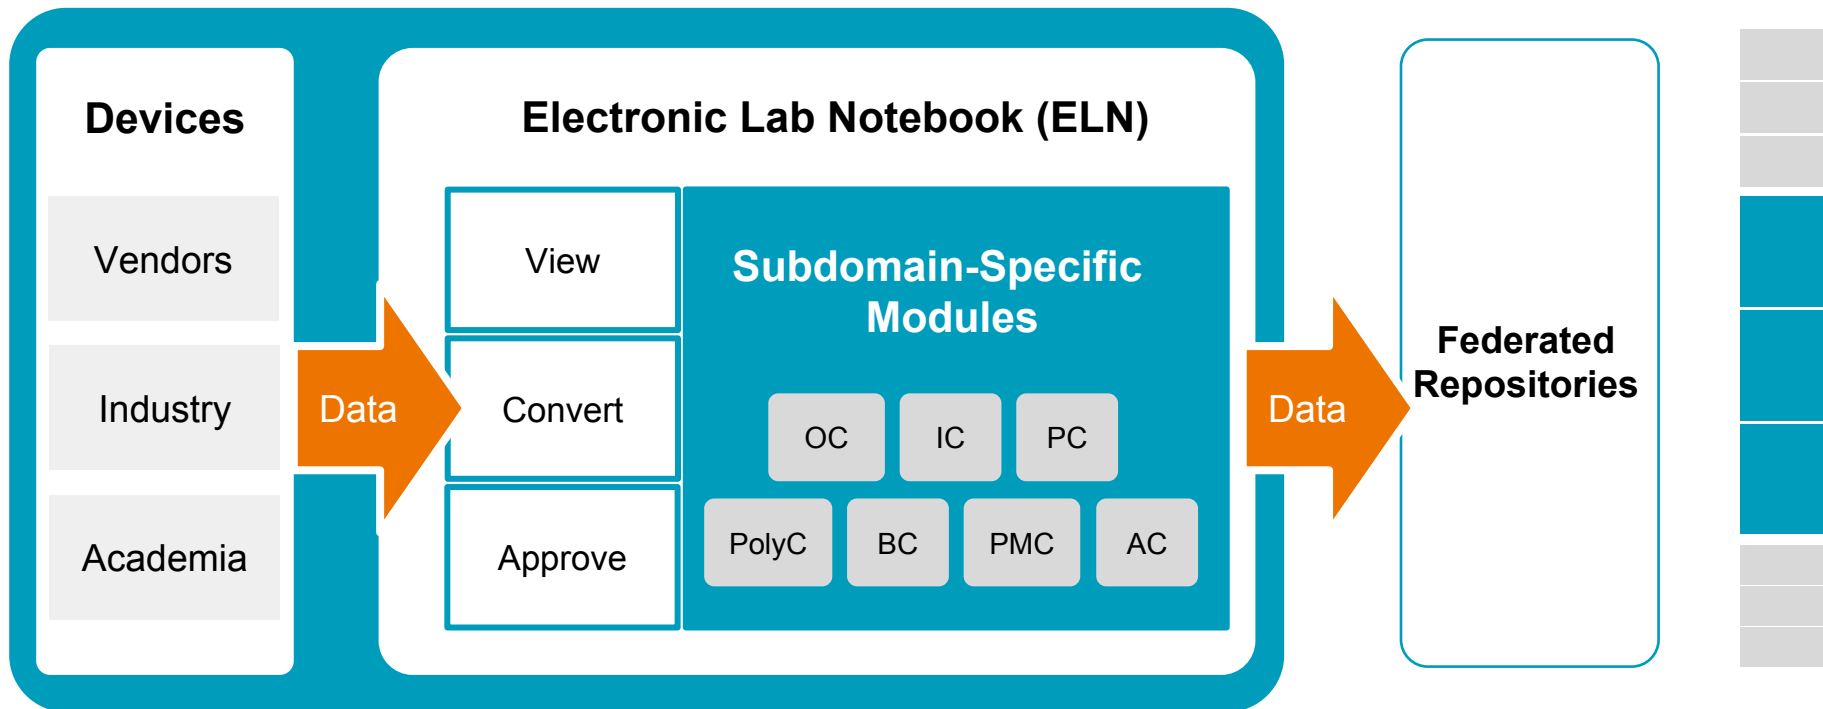 Devices
Vendors
Industry
Academia
Data
Electronic Lab Notebook (ELN)
View
Convert
Approve
Subdomain-Specific
Modules
OC
IC
PC
PolyC
BC
PMC
AC
Data
Federated
Repositories